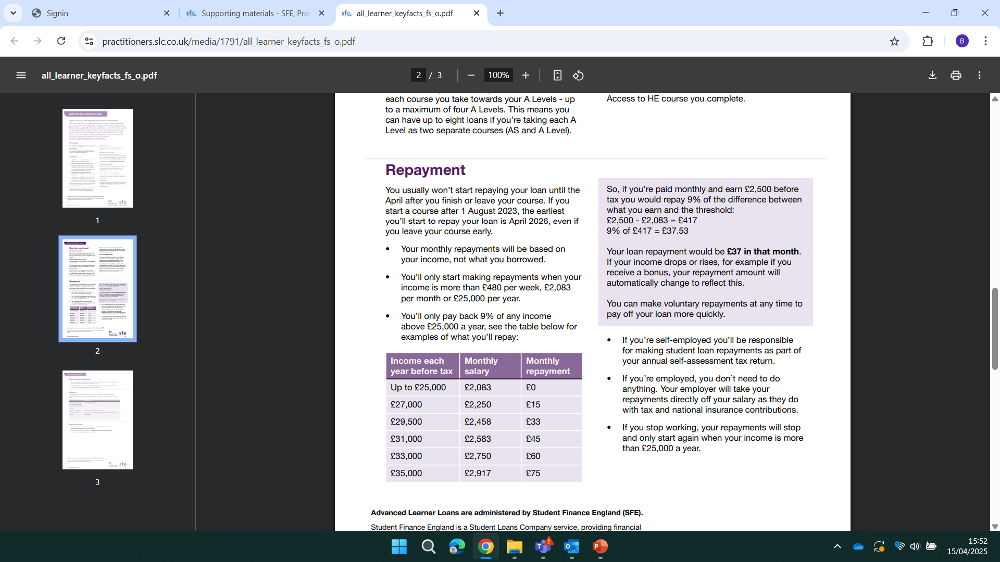 Signin
Supporting materials - SFE, Prac
all_learner_keyfacts_fs_o.pdf
practitioners.slc.co.uk/media/1791/all_learner_keyfacts_fs_o.pdf
B
all_learner_keyfacts_fs_o.pdf
2 / 3
100%
Advanced Learner Loan
sfe
1
2
3
each course you take towards your A Levels - up
to a maximum of four A Levels. This means you
can have up to eight loans if you’re taking each A
Level as two separate courses (AS and A Level).
Access to HE course you complete.
Repayment
You usually won’t start repaying your loan until the
April after you finish or leave your course. If you
start a course after 1 August 2023, the earliest
you’ll start to repay your loan is April 2026, even if
you leave your course early.
• Your monthly repayments will be based on
your income, not what you borrowed.
• You’ll only start making repayments when your
income is more than £480 per week, £2,083
per month or £25,000 per year.
• You’ll only pay back 9% of any income
above £25,000 a year, see the table below for
examples of what you’ll repay:
Income each year before tax Monthly salary Monthly repayment
Up to £25,000 £2,083 £0
£27,000 £2,250 £15
£29,500 £2,458 £33
£31,000 £2,583 £45
£33,000 £2,750 £60
£35,000 £2,917 £75
So, if you’re paid monthly and earn £2,500 before
tax you would repay 9% of the difference between
what you earn and the threshold:
£2,500 - £2,083 = £417
9% of £417 = £37.53
Your loan repayment would be £37 in that month.
If your income drops or rises, for example if you
receive a bonus, your repayment amount will
automatically change to reflect this.
You can make voluntary repayments at any time to
pay off your loan more quickly.
• If you’re self-employed you’ll be responsible
for making student loan repayments as part of
your annual self-assessment tax return.
• If you’re employed, you don’t need to do
anything. Your employer will take your
repayments directly off your salary as they do
with tax and national insurance contributions.
• If you stop working, your repayments will stop
and only start again when your income is more
than £25,000 a year.
Advanced Learner Loans are administered by Student Finance England (SFE).
Student Finance England is a Student Loans Company service, providing financial
15:52
15/04/2025